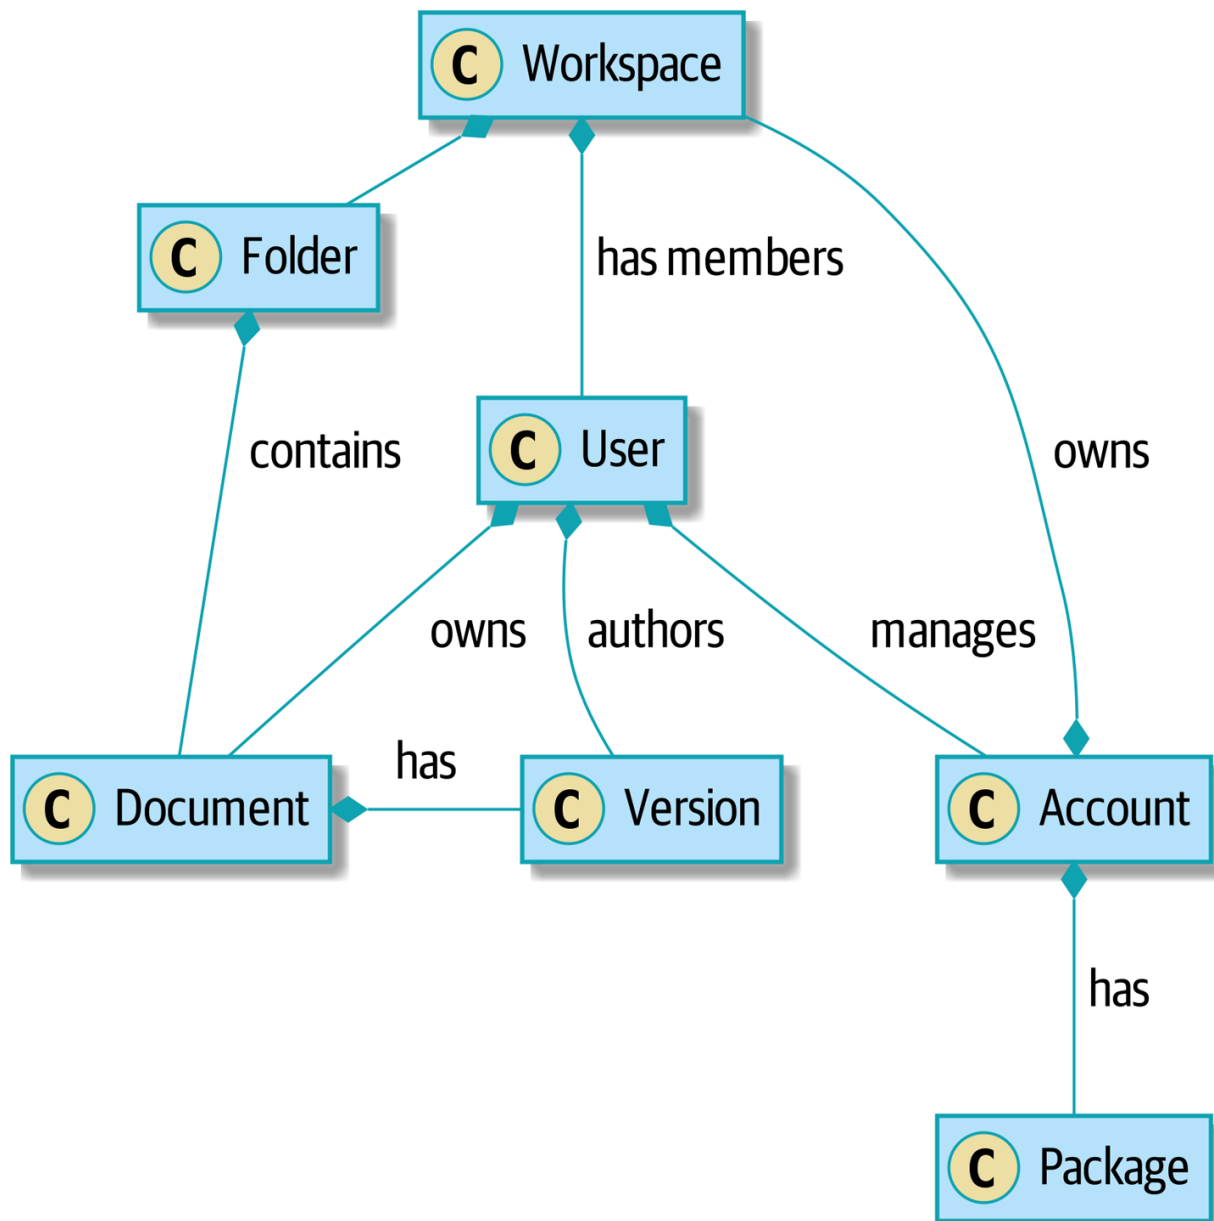 C Workspace
C Folder
has members
C User
contains
owns
owns
authors
manages
has
C Document
C Version
C Account
has
C Package